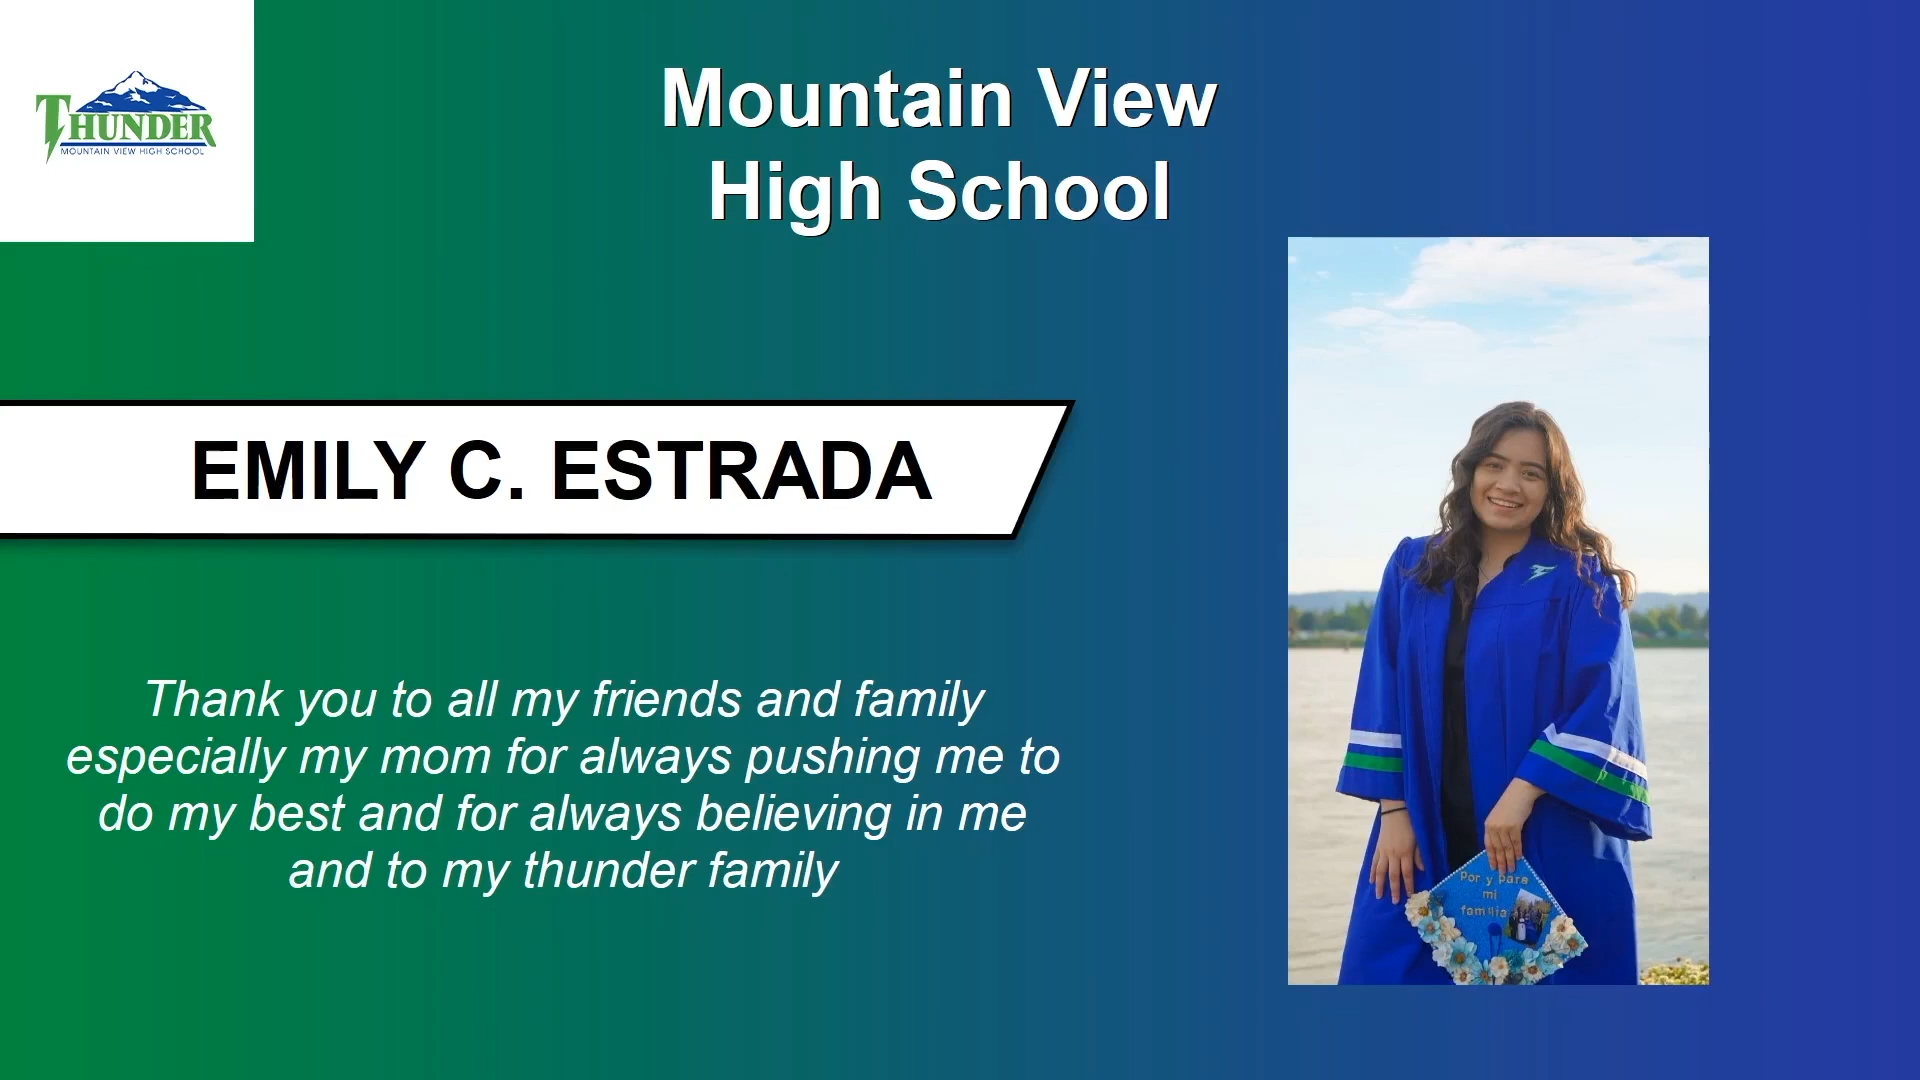 THUNDER
MOUNTAIN VIEW HIGH SCHOOL
Mountain View
High School
EMILY C. ESTRADA
Thank you to all my friends and family
especially my mom for always pushing me to
do my best and for always believing in me
and to my thunder family
Por y para
mi
familia